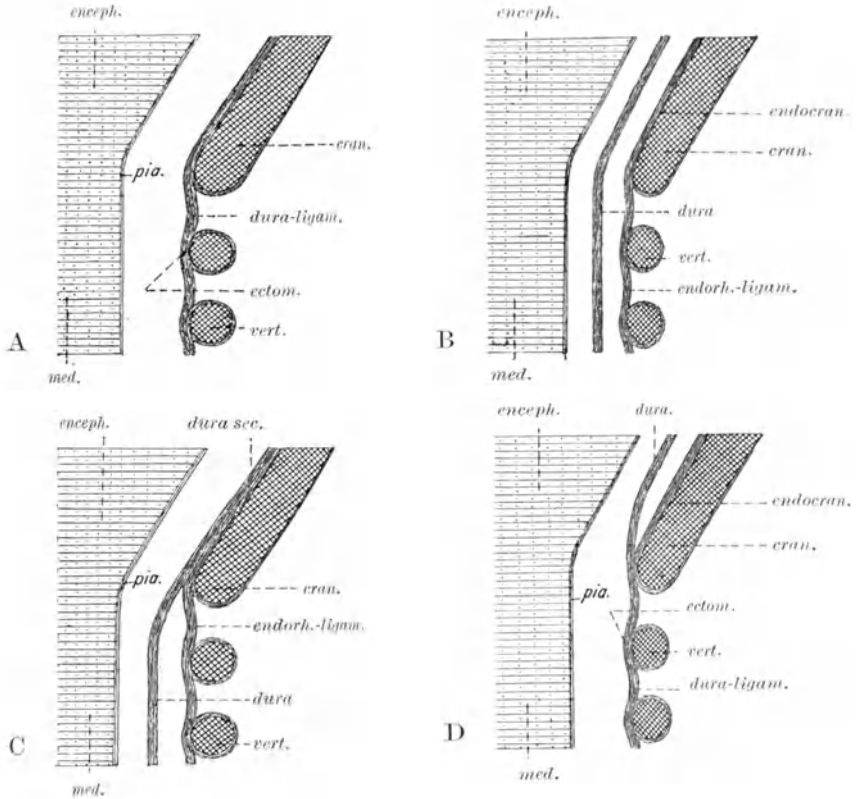 enceph.
cran.
pia.
dura-ligam.
ectom.
vert.
A
med.
enceph.
endocran.
cran.
dura
vert.
endorh.-ligam.
B
med.
enceph.
dura sec.
pia.
cran.
endorh.-ligam.
dura
vert.
C
med.
enceph.
dura.
endocran.
cran.
pia.
ectom.
vert.
dura-ligam.
D
med.